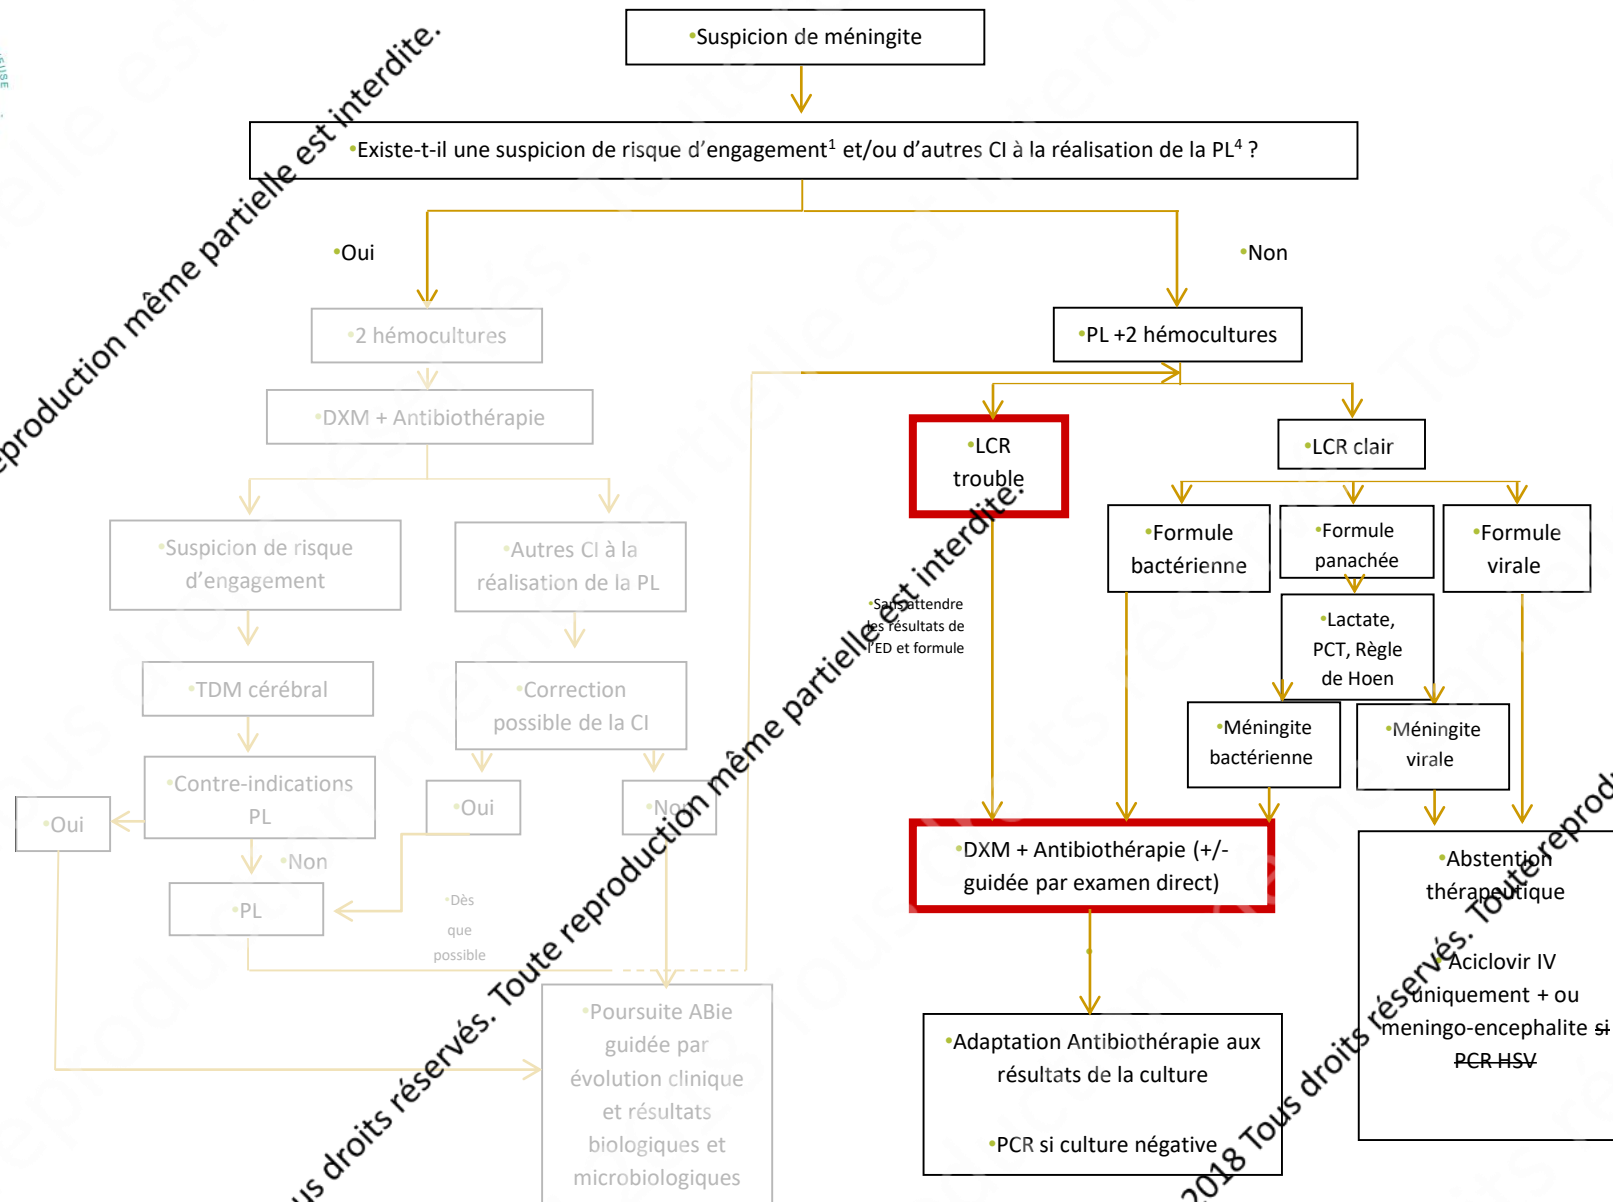 •Suspicion de méningite
•Existe-t-il une suspicion de risque d'engagement¹ et/ou d'autres CI à la réalisation de la PL⁴ ?
•Oui
•Non
•2 hémocultures
•PL +2 hémocultures
•DXM + Antibiothérapie
•LCR
trouble
•LCR clair
•Suspicion de risque
d'engagement
•Autres CI à la
réalisation de la PL
•Formule
bactérienne
•Formule
panachée
•Formule
virale
•Sans attendre
les résultats de
l'ED et formule
•Lactate,
PCT, Règle
de Hoen
•TDM cérébral
•Correction
possible de la CI
•Méningite
bactérienne
•Méningite
virale
•Contre-indications
PL
•Oui
•Oui
•Non
•Non
•PL
•Dès
que
possible
•DXM + Antibiothérapie (+/-
guidée par examen direct)
•Abstention
thérapeutique
•Aciclovir IV
uniquement + ou
meningo-encephalite si
PCR HSV
•Poursuite ABie
guidée par
évolution clinique
et résultats
biologiques et
microbiologiques
•Adaptation Antibiothérapie aux
résultats de la culture
•PCR si culture négative
eproduction même partielle est interdite.
us droits réservés. Toute reproduction même partielle est interdite.
2018 Tous droits réservés. Toute reprod